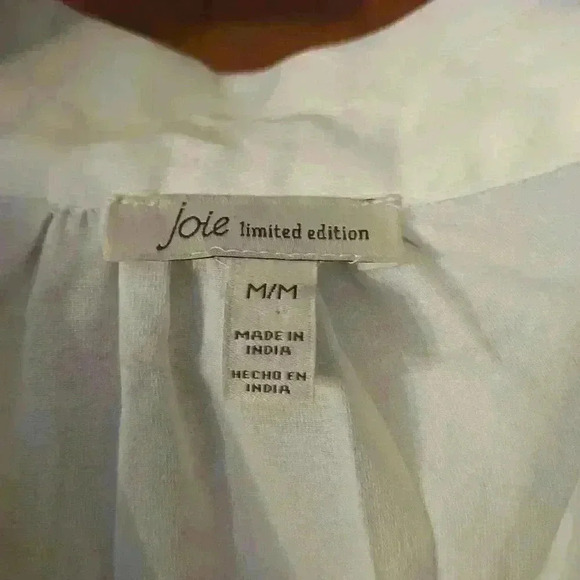 joie limited edition
M/M
MADE IN
INDIA
HECHO EN
INDIA